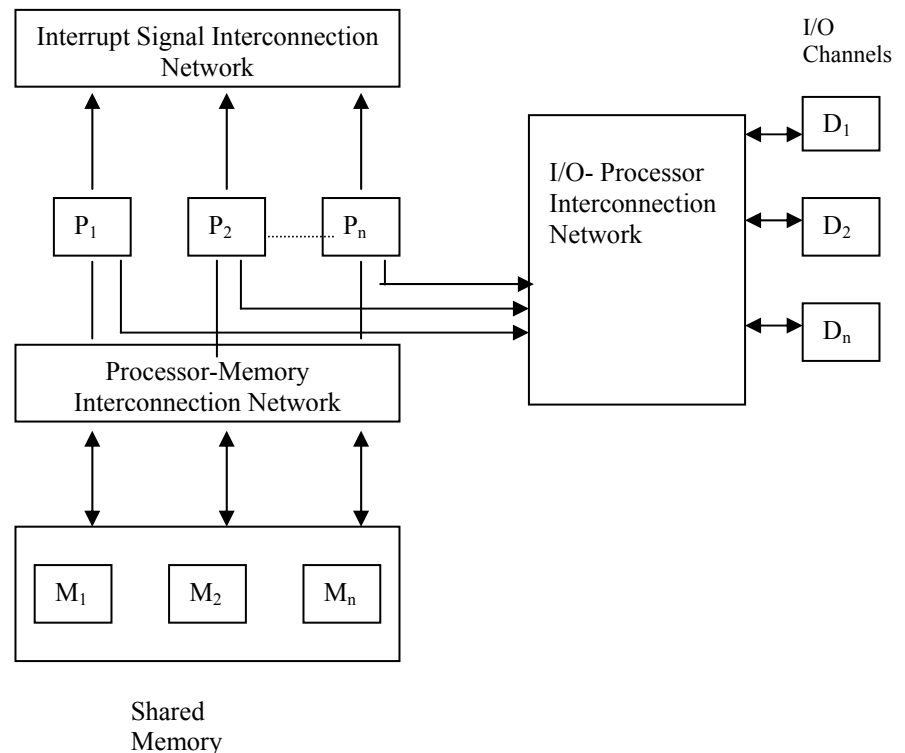 Interrupt Signal Interconnection
Network
I/O
Channels
D₁
I/O- Processor
Interconnection
Network
P₁
P₂
Pₙ
D₂
Dₙ
Processor-Memory
Interconnection Network
M₁
M₂
Mₙ
Shared
Memory